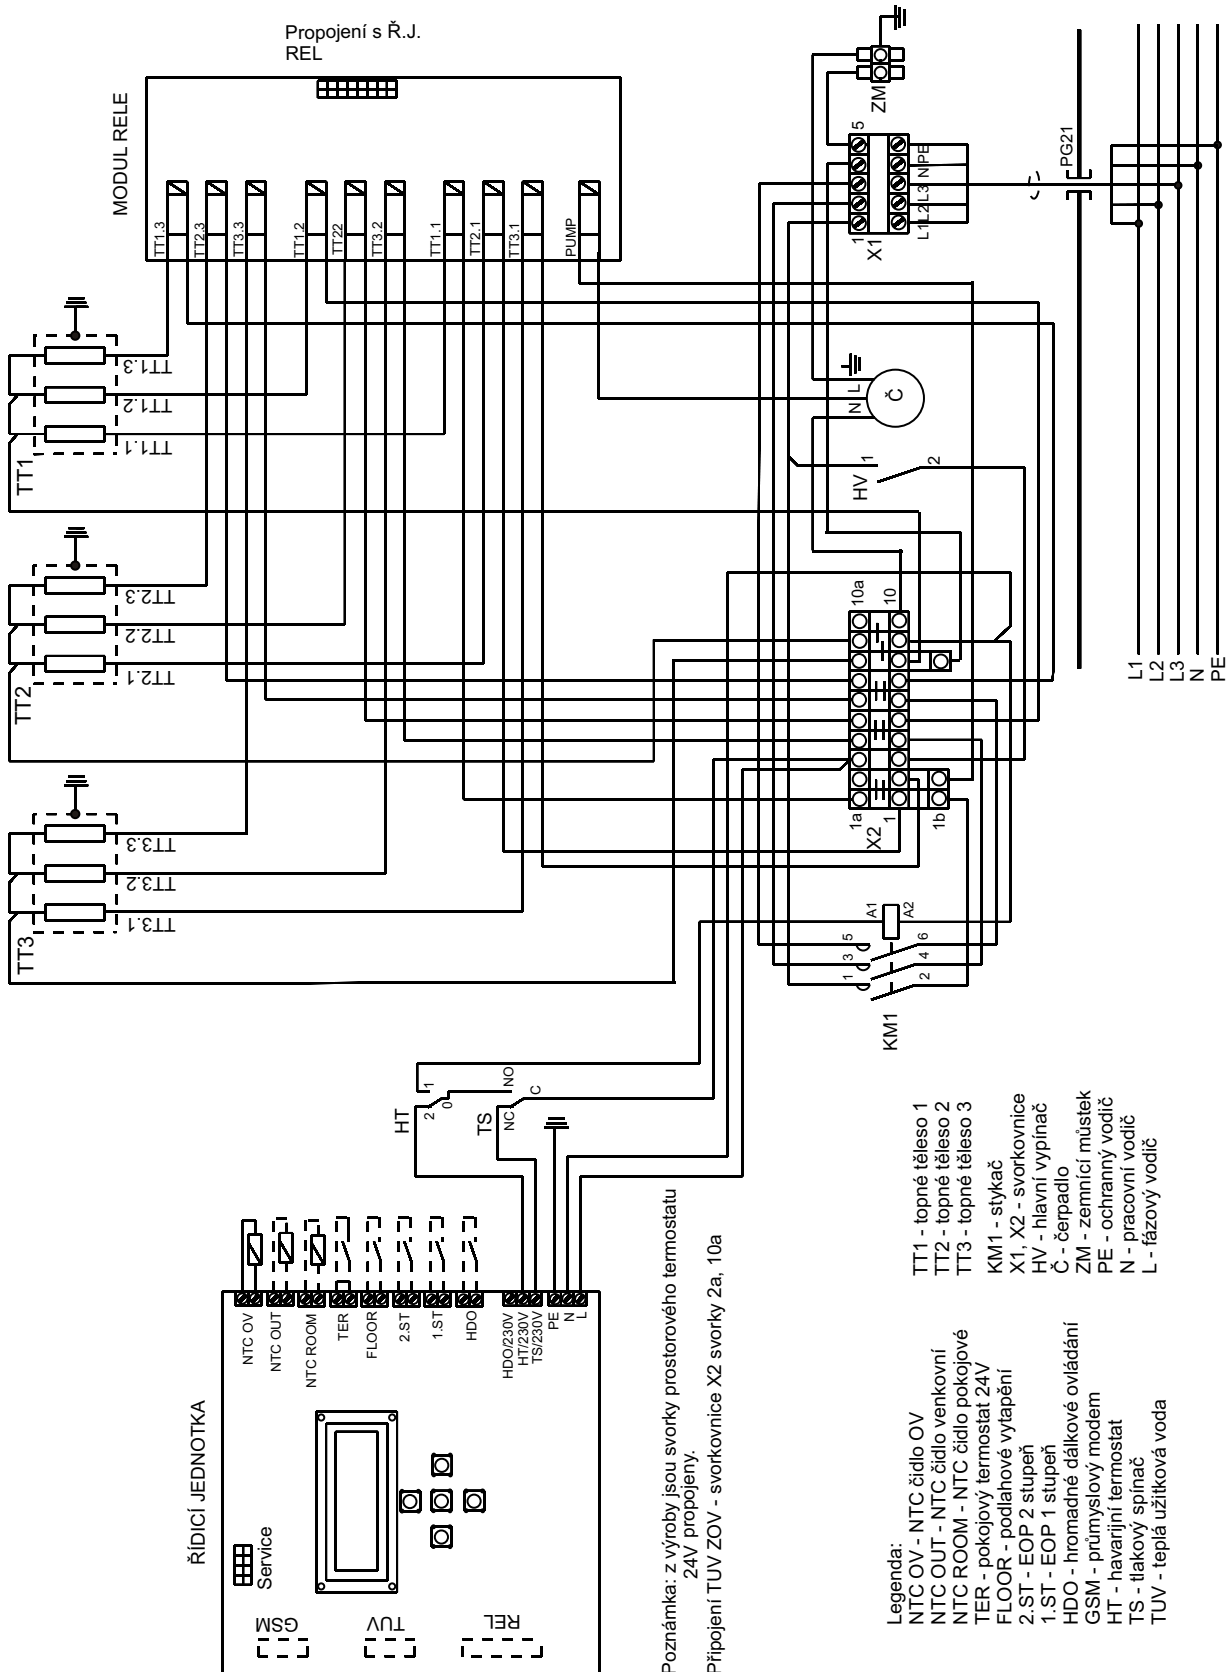 Propojení s Ř.J.
REL
MODUL RELE
TT1.3
TT2.3
TT3.3
TT1.2
TT22
TT3.2
TT1.1
TT2.1
TT3.1
PUMP
ZM
1
5
X1
L1
L2
L3
N
PE
PG21
TT1
TT1.3
TT1.2
TT1.1
TT2
TT2.3
TT2.2
TT2.1
TT3
TT3.3
TT3.2
TT3.1
N
L
Č
HV
1
2
10a
10
1a
1
1b
X2
L1
L2
L3
N
PE
A1
A2
5
3
1
6
4
2
KM1
HT
1
2
0
TS
NO
NC
C
ŘÍDICÍ JEDNOTKA
Service
NTC OV
NTC OUT
NTC ROOM
TER
FLOOR
2.ST
1.ST
HDO
HDO/230V
HT/230V
TS/230V
PE
N
L
GSM
TUV
REL
Poznámka: z výroby jsou svorky prostorového termostatu
24V propojeny.
Připojení TUV ZOV - svorkovnice X2 svorky 2a, 10a
Legenda:
NTC OV - NTC čidlo OV
NTC OUT - NTC čidlo venkovní
NTC ROOM - NTC čidlo pokojové
TER - pokojový termostat 24V
FLOOR - podlahové vytapění
2.ST - EOP 2 stupeň
1.ST - EOP 1 stupeň
HDO - hromadné dálkové ovládání
GSM - průmyslový modem
HT - havarijní termostat
TS - tlakový spínač
TUV - teplá užitková voda
TT1 - topné těleso 1
TT2 - topné těleso 2
TT3 - topné těleso 3
KM1 - stykač
X1, X2 - svorkovnice
HV - hlavní vypínač
Č - čerpadlo
ZM - zemnící můstek
PE - ochranný vodič
N - pracovní vodič
L - fázový vodič